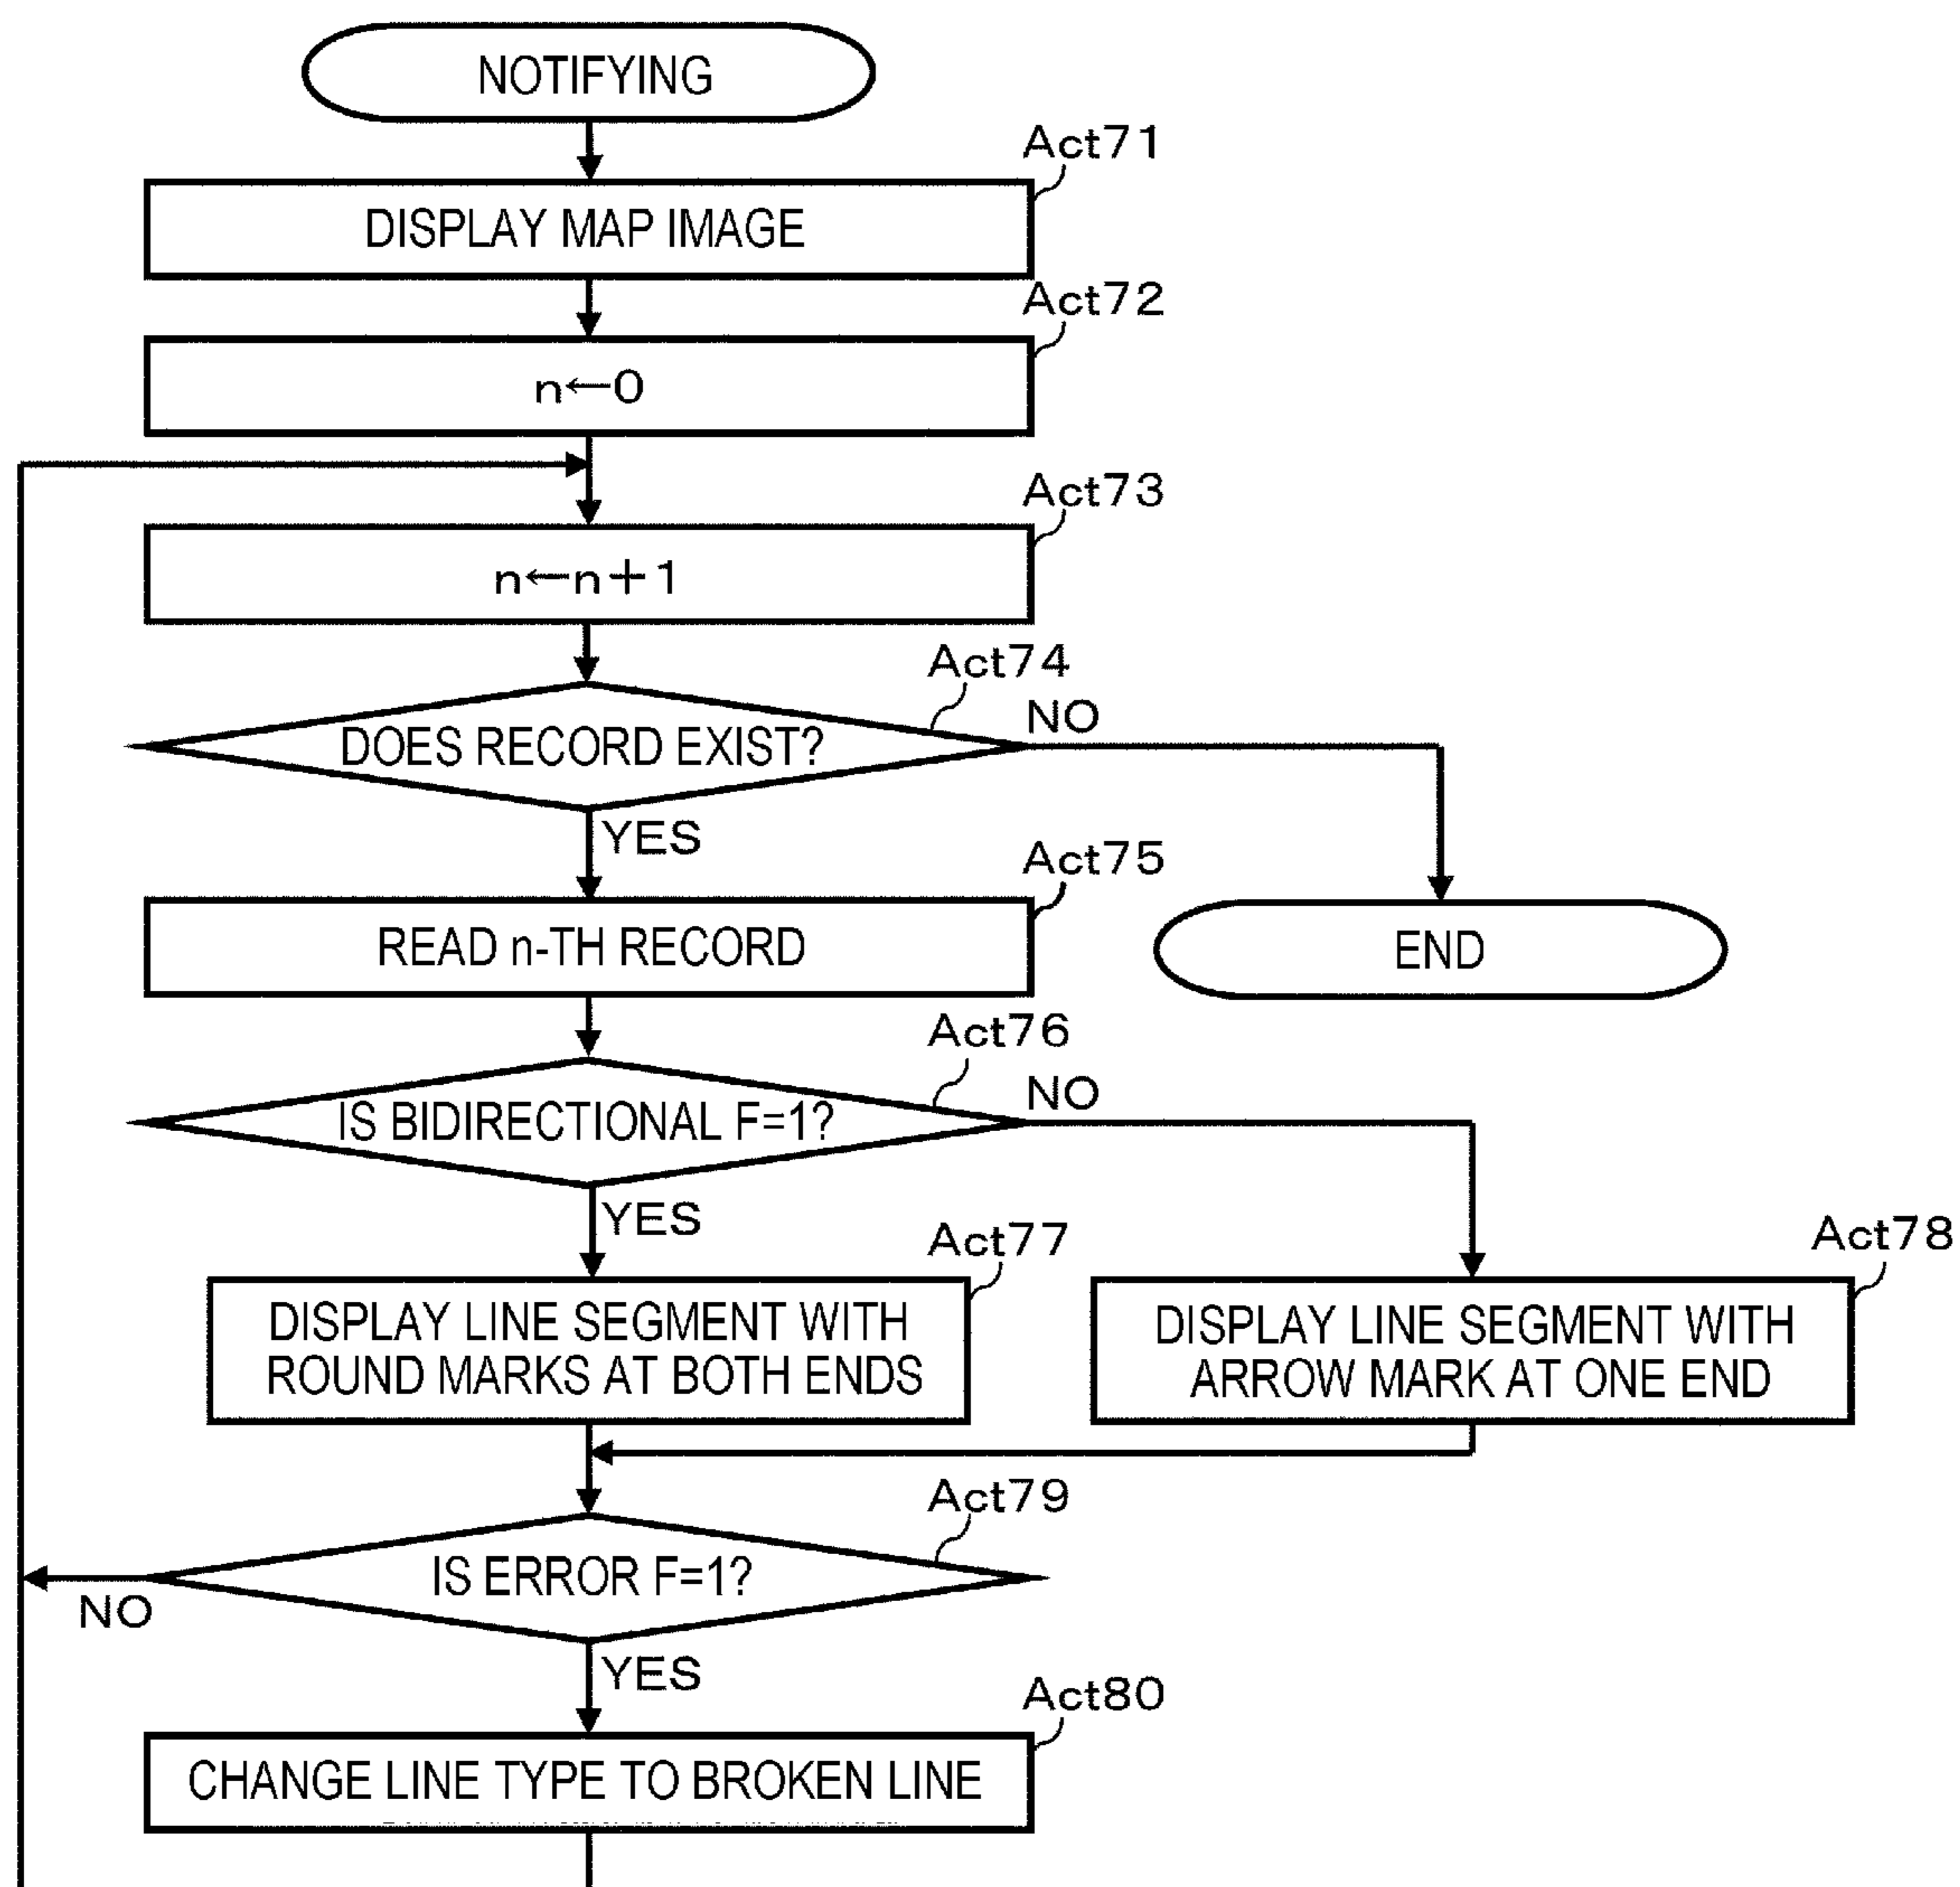 NOTIFYING
Act71
DISPLAY MAP IMAGE
Act72
n←0
Act73
n←n+1
Act74
DOES RECORD EXIST?
NO
YES
Act75
READ n-TH RECORD
END
Act76
IS BIDIRECTIONAL F=1?
NO
YES
Act77
DISPLAY LINE SEGMENT WITH
ROUND MARKS AT BOTH ENDS
Act78
DISPLAY LINE SEGMENT WITH
ARROW MARK AT ONE END
Act79
IS ERROR F=1?
NO
YES
Act80
CHANGE LINE TYPE TO BROKEN LINE